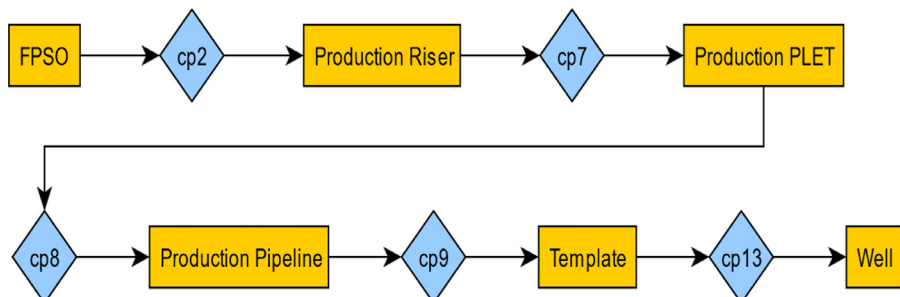 FPSO cp2 Production Riser cp7 Production PLET
cp8 Production Pipeline cp9 Template cp13 Well